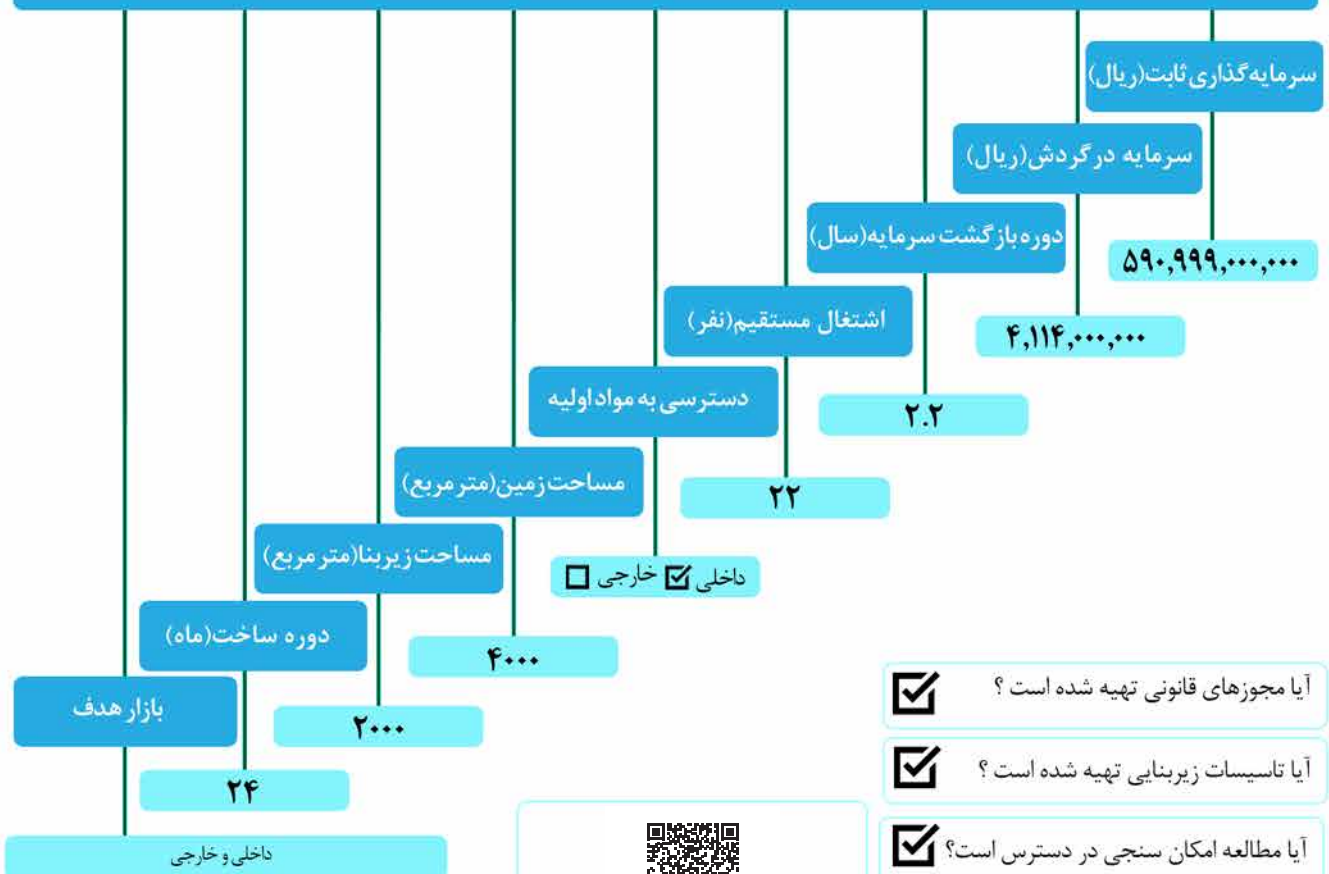 سرمایه‌گذاری ثابت(ریال)
۵۹۰,۹۹۹,۰۰۰,۰۰۰
سرمایه در گردش(ریال)
۴,۱۱۴,۰۰۰,۰۰۰
دوره بازگشت سرمایه(سال)
۲.۲
اشتغال مستقیم(نفر)
۲۲
دسترسی به مواد اولیه
داخلی ☑ خارجی ☐
مساحت زمین(متر مربع)
۴۰۰۰
مساحت زیربنا(متر مربع)
۲۰۰۰
دوره ساخت(ماه)
۲۴
بازار هدف
داخلی و خارجی
آیا مجوزهای قانونی تهیه شده است ؟ ☑
آیا تاسیسات زیربنایی تهیه شده است ؟ ☑
آیا مطالعه امکان سنجی در دسترس است؟ ☑